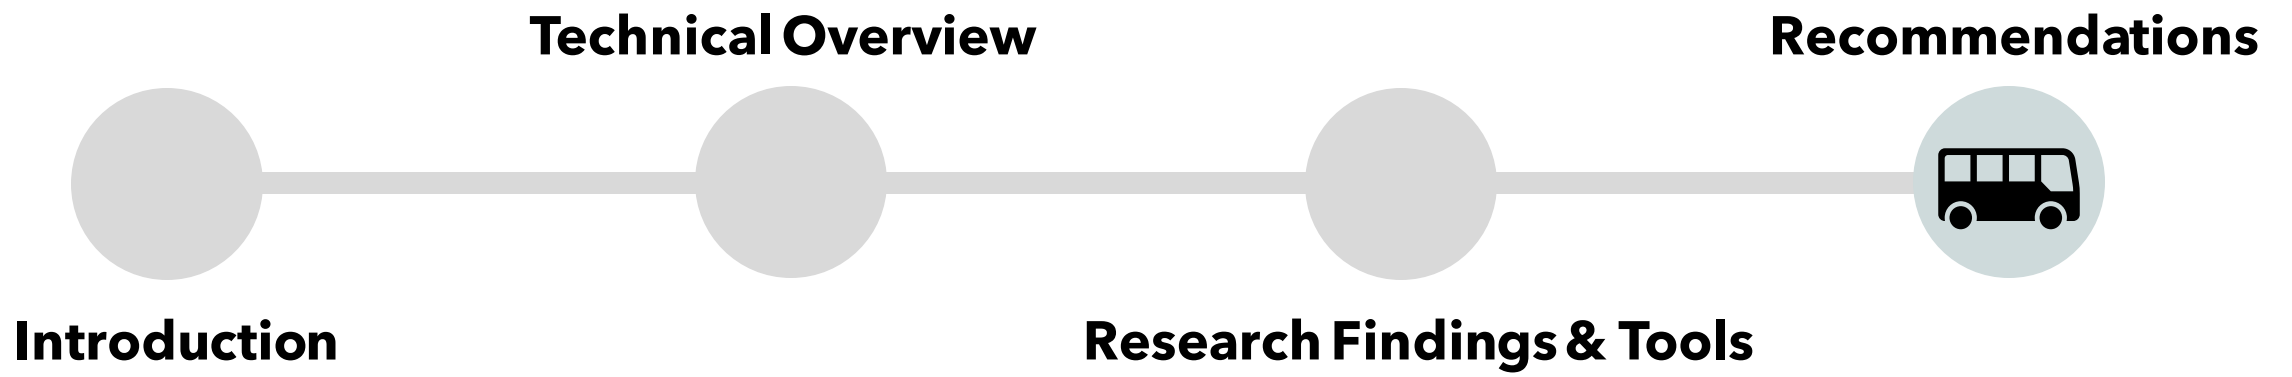 Technical Overview
Recommendations
Introduction
Research Findings & Tools